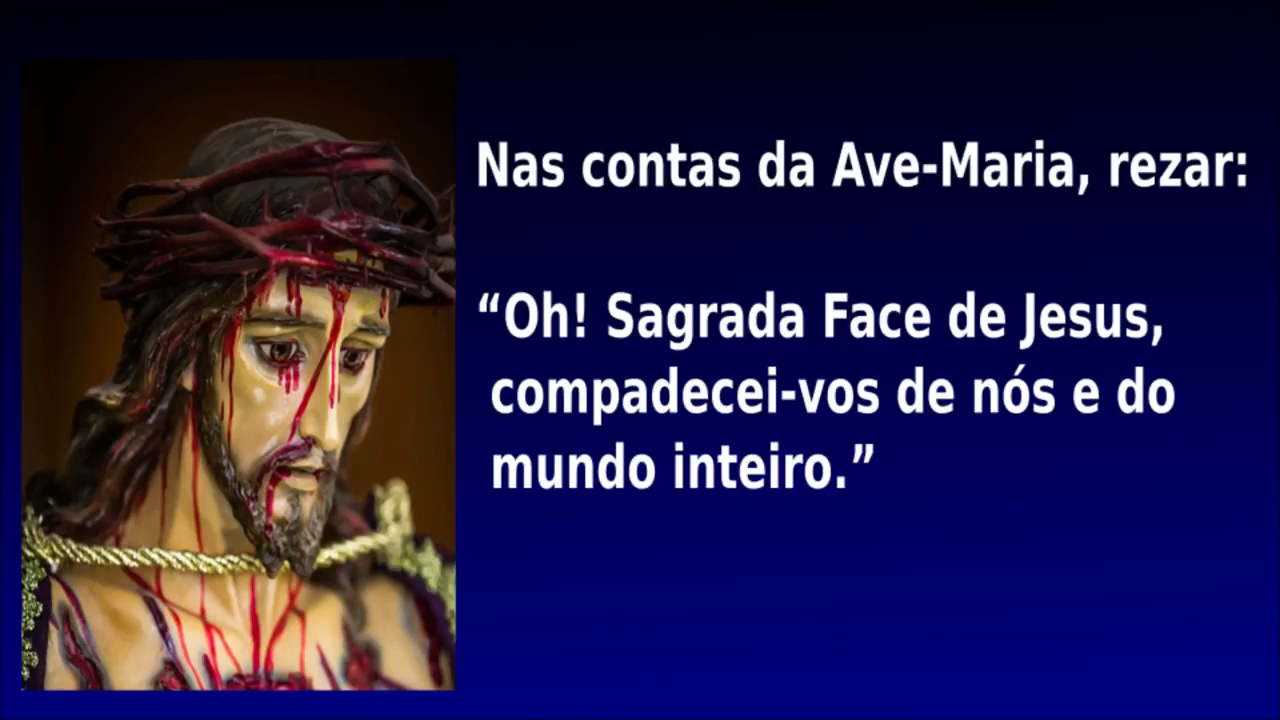 Nas contas da Ave-Maria, rezar:
“Oh! Sagrada Face de Jesus,
compadecei-vos de nós e do
mundo inteiro.”